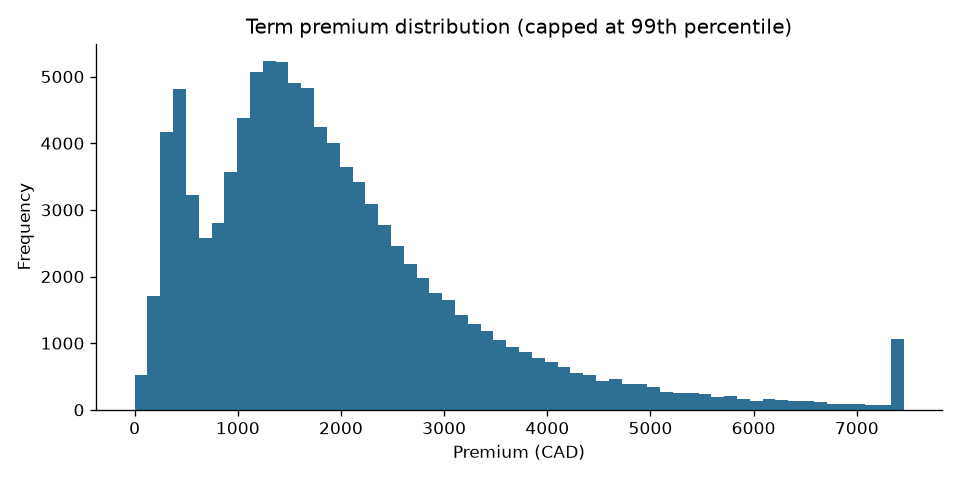 Term premium distribution (capped at 99th percentile)
Frequency
5000
4000
3000
2000
1000
0
0 1000 2000 3000 4000 5000 6000 7000
Premium (CAD)